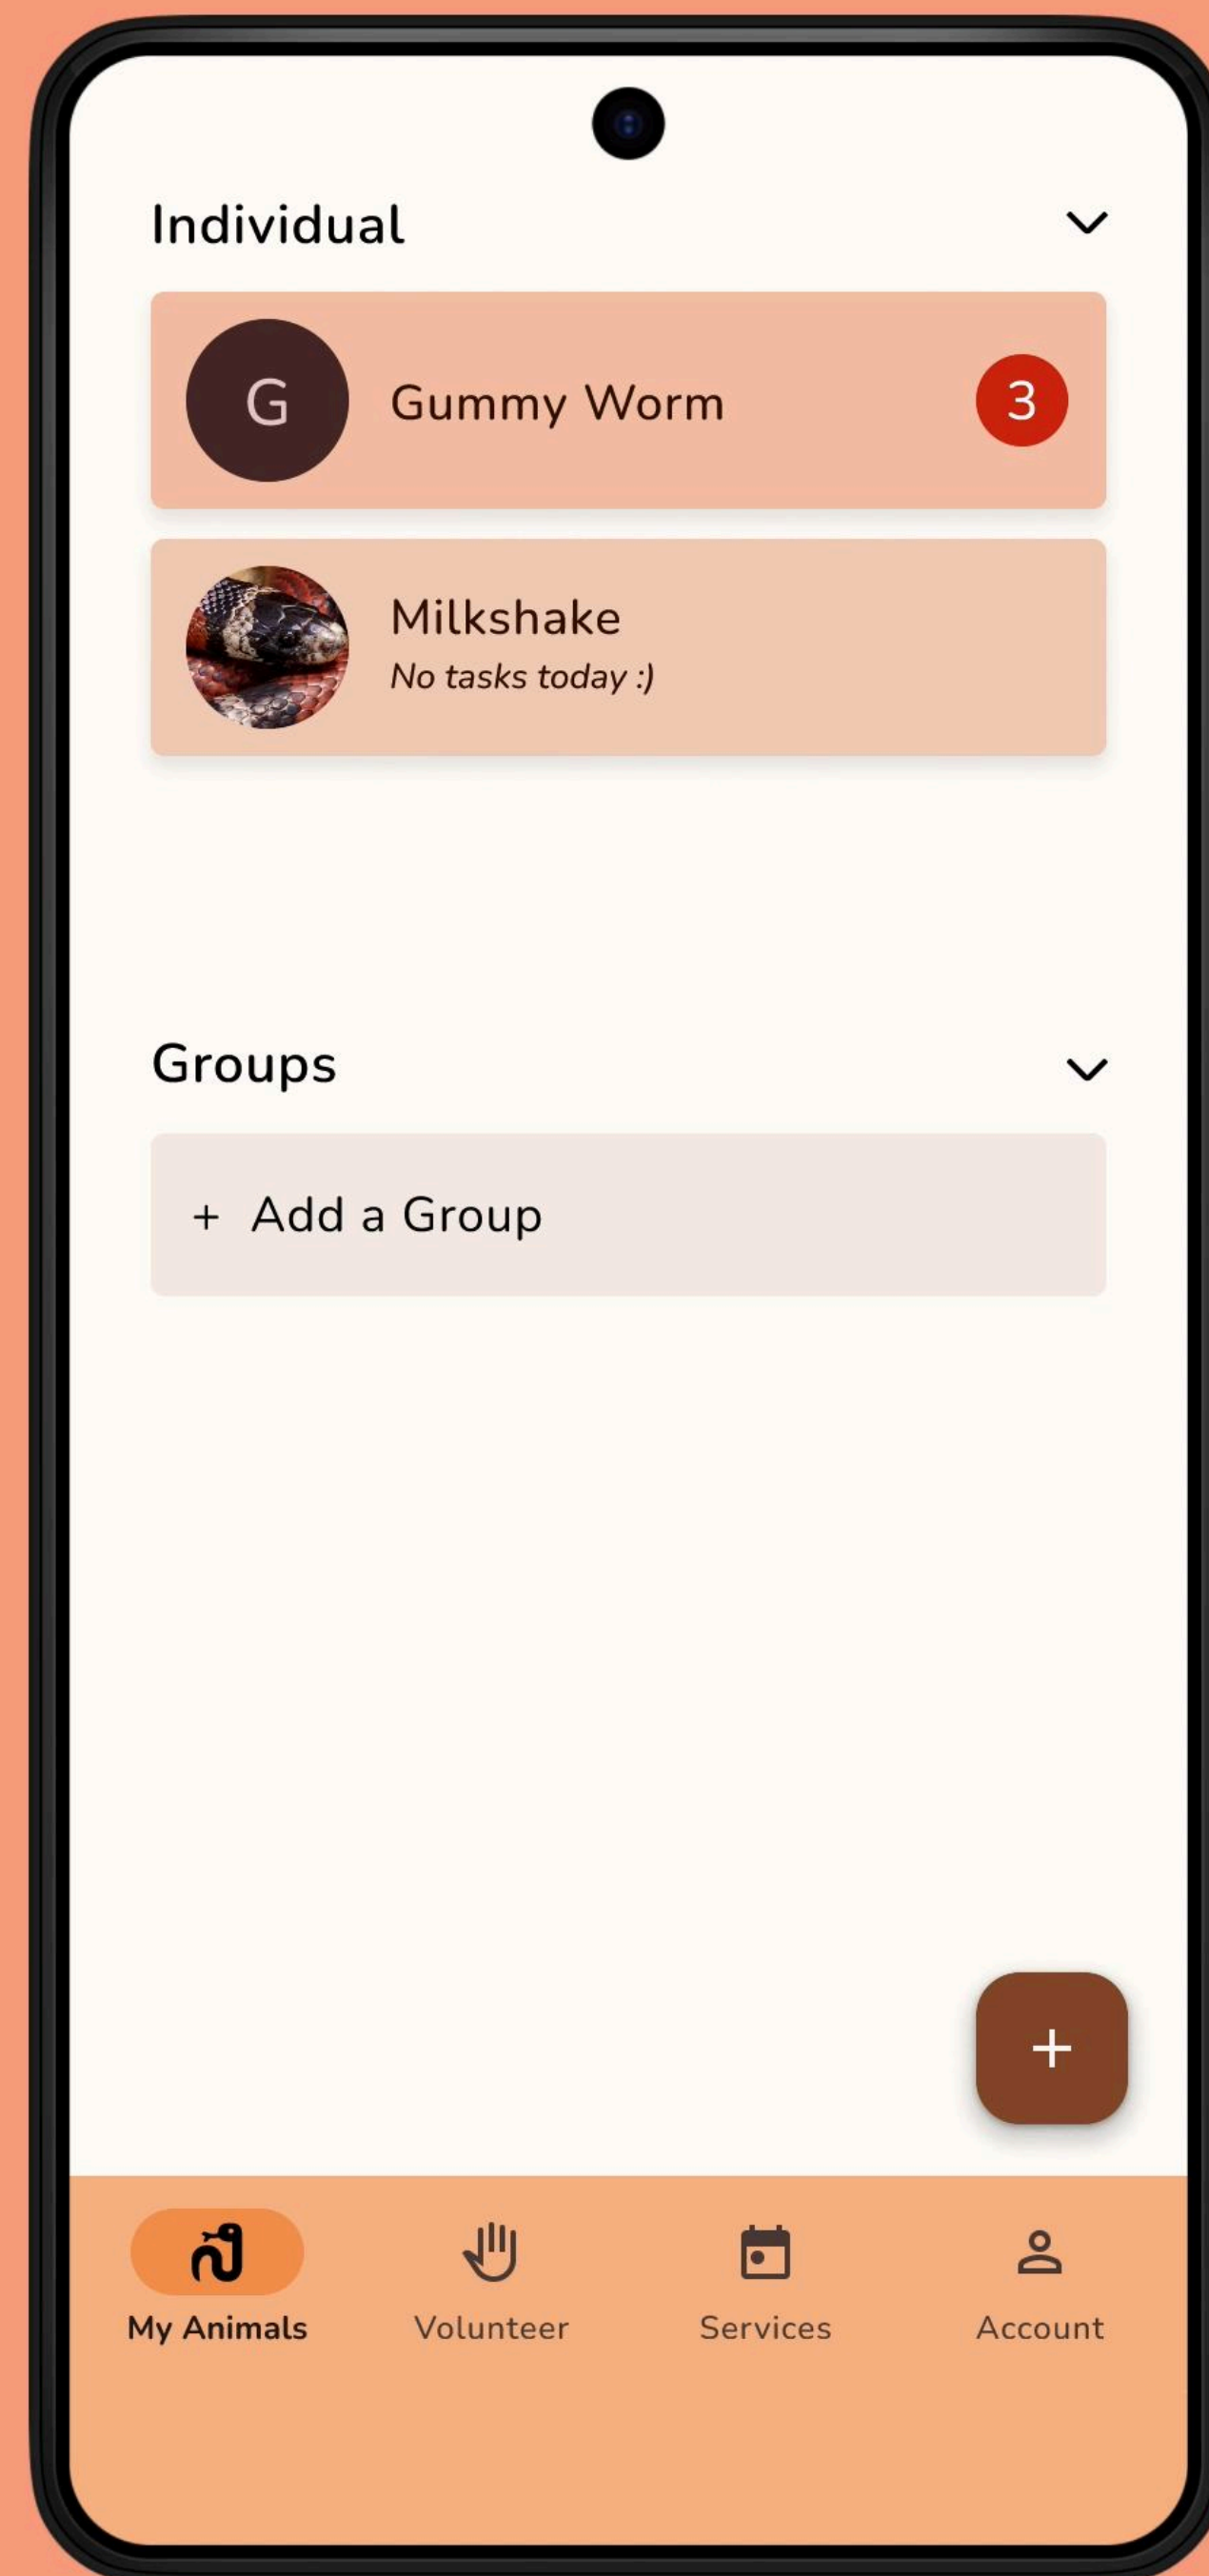 Individual
G
Gummy Worm
3
Milkshake
No tasks today :)
Groups
+ Add a Group
+
My Animals
Volunteer
Services
Account